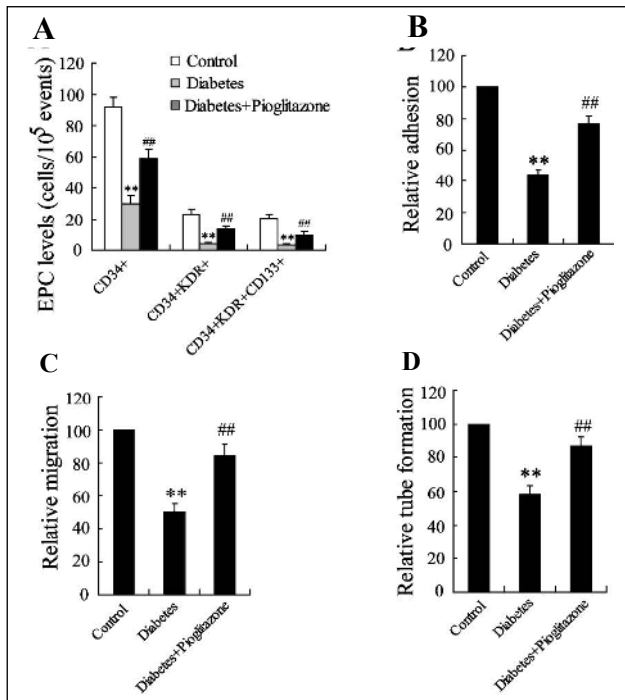 A
Control
Diabetes
Diabetes+Pioglitazone
EPC levels (cells/10⁵ events)
120
100
80
60
40
20
0
**
##
**
##
**
##
CD34+
CD34+KDR+
CD34+KDR+CD133+
B
Relative adhesion
120
100
80
60
40
20
0
**
##
Control
Diabetes
Diabetes+Pioglitazone
C
Relative migration
120
100
80
60
40
20
0
**
##
Control
Diabetes
Diabetes+Pioglitazone
D
Relative tube formation
120
100
80
60
40
20
0
**
##
Control
Diabetes
Diabetes+Pioglitazone